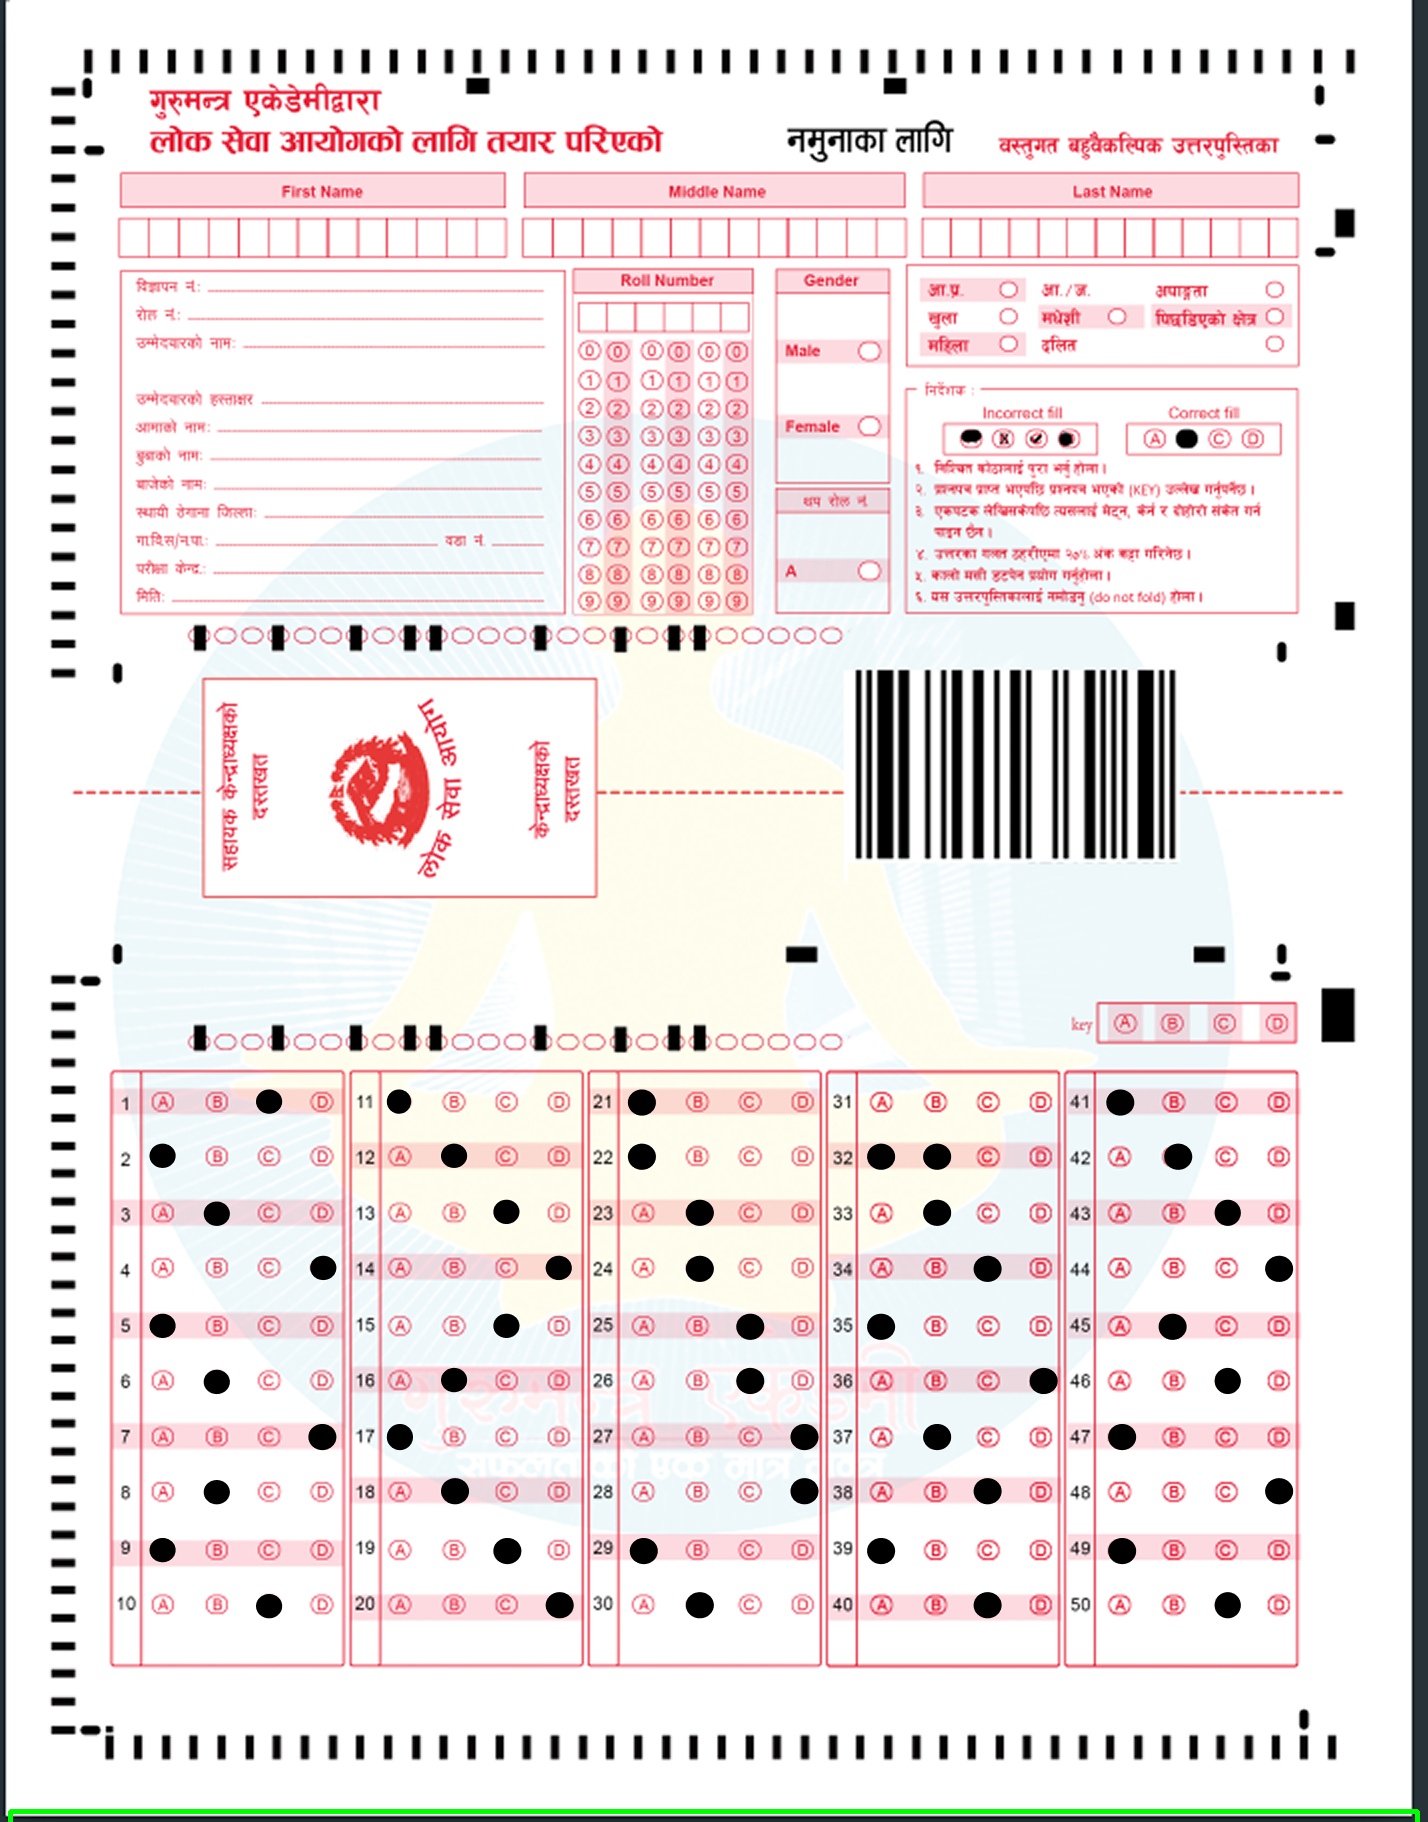 गुरुमन्त्र एकेडेमीद्वारा
लोक सेवा आयोगको लागि तयार परिएको
नमुनाका लागि
वस्तुगत बहुवैकल्पिक उत्तरपुस्तिका
First Name
Middle Name
Last Name
विज्ञापन नं.:
रोल नं.:
उम्मेदवारको नाम:
उम्मेदवारको हस्ताक्षर
आमाको नाम:
बुबाको नाम:
बाजेको नाम:
स्थायी ठेगाना जिल्ला:
गा.वि.स/न.पा.: वडा नं.
परीक्षा केन्द्र:
मिति:
Roll Number
0 0 0 0 0 0
1 1 1 1 1 1
2 2 2 2 2 2
3 3 3 3 3 3
4 4 4 4 4 4
5 5 5 5 5 5
6 6 6 6 6 6
7 7 7 7 7 7
8 8 8 8 8 8
9 9 9 9 9 9
Gender
Male
Female
थप रोल नं.
A
आ.प्र. आ./ज. अपाङ्गता
खुला मधेशी पिछडिएको क्षेत्र
महिला दलित
निर्देशक :
Incorrect fill
Correct fill
A C D
१. निश्चित कोठालाई पुरा भर्नु होला।
२. प्रश्नपत्र प्राप्त भएपछि प्रश्नपत्र भएको (KEY) उल्लेख गर्नुपर्नेछ।
३. एकपटक लेखिसकेपछि त्यसलाई मेट्न, केर्न र दोहोरो संकेत गर्न
पाइन छैन।
४. उत्तरका गलत ठहरीएमा २०% अंक कट्टा गरिनेछ।
५. कालो मसी डटपेन प्रयोग गर्नुहोला।
६. यस उत्तरपुस्तिकालाई नमोड्नु (do not fold) होला।
सहायक केन्द्राध्यक्षको
दस्तखत
लोक सेवा आयोग
केन्द्राध्यक्षको
दस्तखत
key A B C D
1 A B D
2 B C D
3 A C D
4 A B C
5 B C D
6 A C D
7 A B C
8 A C D
9 B C D
10 A B D
11 B C D
12 A C D
13 A B D
14 A B C
15 A B D
16 A C D
17 B C D
18 A C D
19 A B D
20 A B C
21 B C D
22 B C D
23 A C D
24 A C D
25 A B D
26 A B D
27 A B C
28 A B C
29 B C D
30 A C D
31 A B C D
32 C D
33 A C D
34 A B D
35 B C D
36 A B C
37 A C D
38 A B D
39 B C D
40 A B D
41 B C D
42 A C D
43 A B D
44 A B C
45 A C D
46 A B D
47 B C D
48 A B C
49 B C D
50 A B D
गुरुमन्त्र एकेडेमी